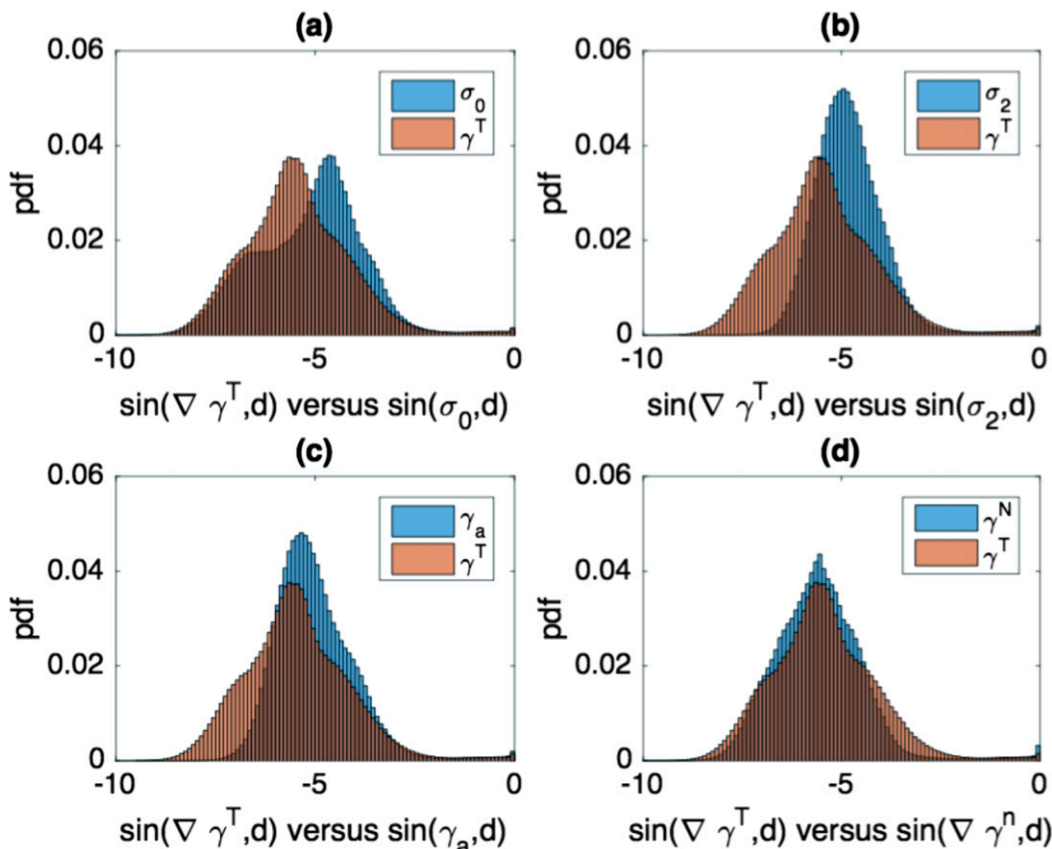 (a)
0.06
0.04
0.02
0
pdf
σ₀
γᵀ
-10 -5 0
sin(∇ γᵀ,d) versus sin(σ₀,d)
(b)
0.06
0.04
0.02
0
pdf
σ₂
γᵀ
-10 -5 0
sin(∇ γᵀ,d) versus sin(σ₂,d)
(c)
0.06
0.04
0.02
0
pdf
γₐ
γᵀ
-10 -5 0
sin(∇ γᵀ,d) versus sin(γₐ,d)
(d)
0.06
0.04
0.02
0
pdf
γᴺ
γᵀ
-10 -5 0
sin(∇ γᵀ,d) versus sin(∇ γⁿ,d)